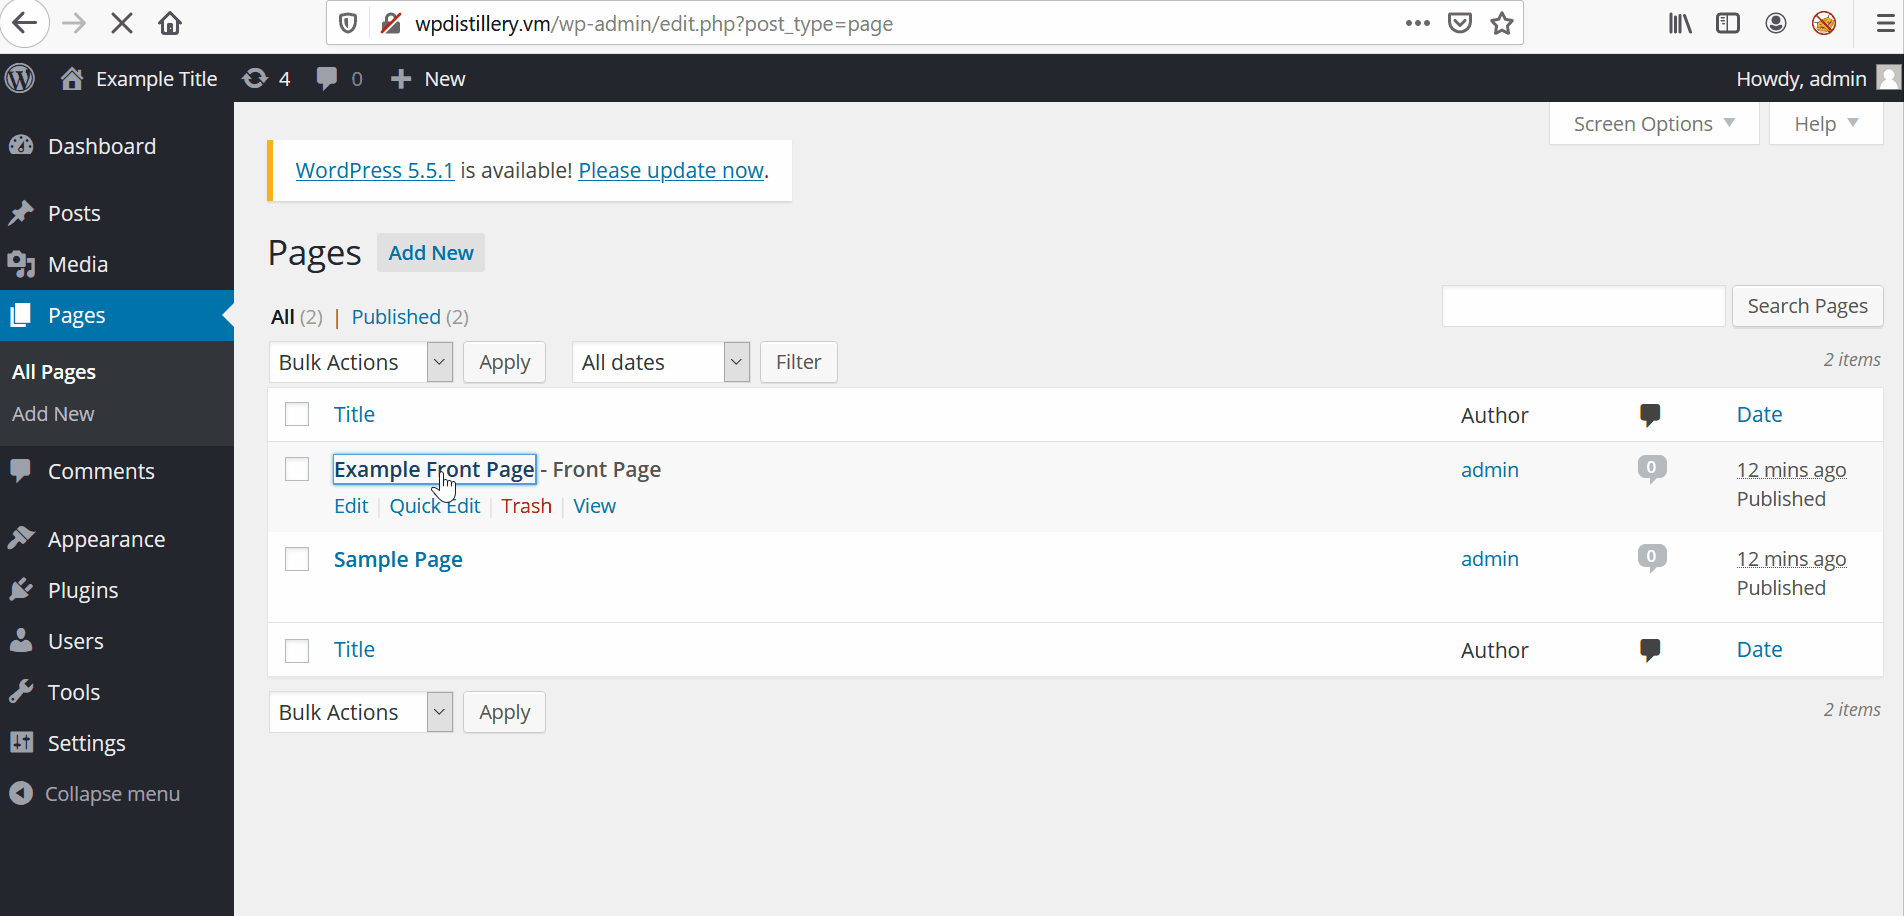 wpdistillery.vm/wp-admin/edit.php?post_type=page
Example Title 4 0 New Howdy, admin
Screen Options Help
Dashboard
Posts
Media
Pages
All Pages
Add New
Comments
Appearance
Plugins
Users
Tools
Settings
Collapse menu
WordPress 5.5.1 is available! Please update now.
Pages Add New
All (2) | Published (2)
Search Pages
Bulk Actions Apply All dates Filter 2 items
Title Author Date
Example Front Page - Front Page admin 0 12 mins ago
Published
Edit | Quick Edit | Trash | View
Sample Page admin 0 12 mins ago
Published
Title Author Date
Bulk Actions Apply 2 items